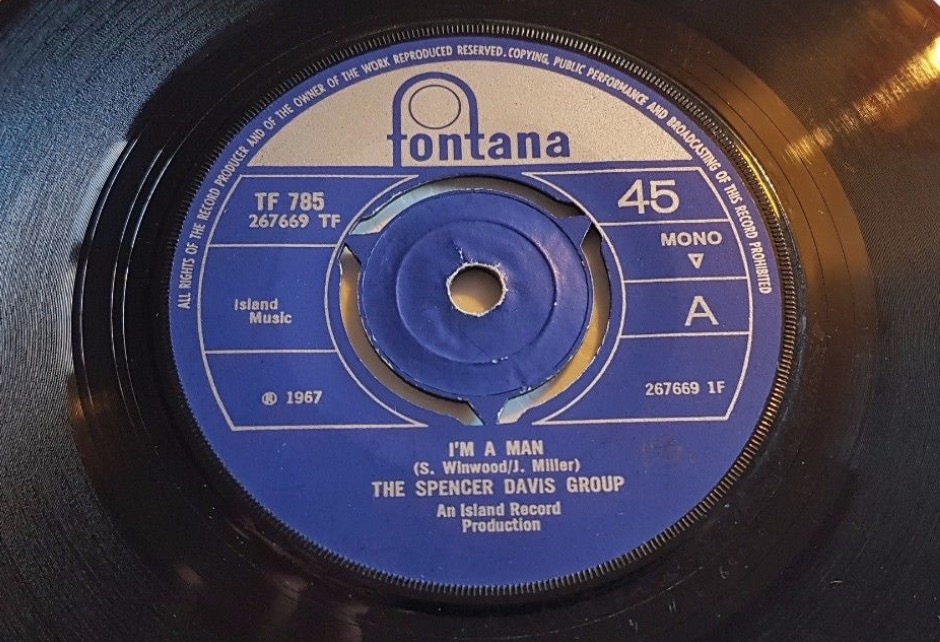 ALL RIGHTS OF THE RECORD PRODUCER AND OF THE OWNER OF THE WORK REPRODUCED RESERVED. COPYING, PUBLIC PERFORMANCE AND BROADCASTING OF THIS RECORD PROHIBITED
fontana
TF 785
267669 TF
45
MONO
Island
Music
A
℗ 1967
267669 1F
I'M A MAN
(S. Winwood/J. Miller)
THE SPENCER DAVIS GROUP
An Island Record
Production